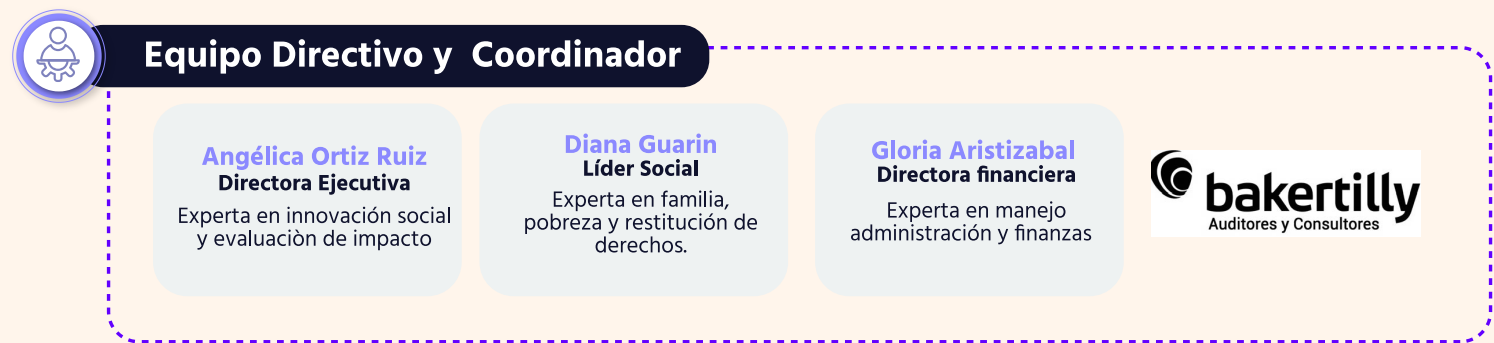 Equipo Directivo y Coordinador
Angélica Ortiz Ruiz
Directora Ejecutiva
Experta en innovación social
y evaluaciòn de impacto
Diana Guarin
Líder Social
Experta en familia,
pobreza y restitución de
derechos.
Gloria Aristizabal
Directora financiera
Experta en manejo
administración y finanzas
bakertilly
Auditores y Consultores